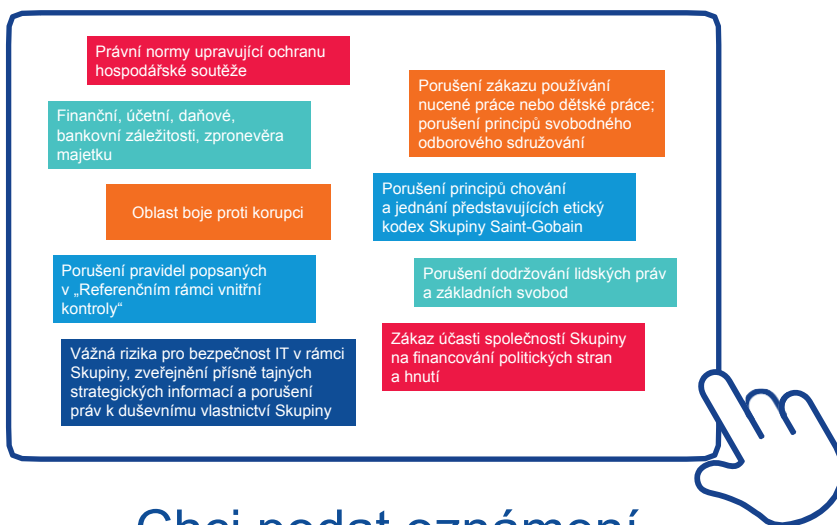 Právní normy upravující ochranu
hospodářské soutěže
Finanční, účetní, daňové,
bankovní záležitosti, zpronevěra
majetku
Oblast boje proti korupci
Porušení pravidel popsaných
v „Referenčním rámci vnitřní
kontroly“
Vážná rizika pro bezpečnost IT v rámci
Skupiny, zveřejnění přísně tajných
strategických informací a porušení
práv k duševnímu vlastnictví Skupiny
Porušení zákazu používání
nucené práce nebo dětské práce;
porušení principů svobodného
odborového sdružování
Porušení principů chování
a jednání představujících etický
kodex Skupiny Saint-Gobain
Porušení dodržování lidských práv
a základních svobod
Zákaz účasti společností Skupiny
na financování politických stran
a hnutí
Chci podat oznámení